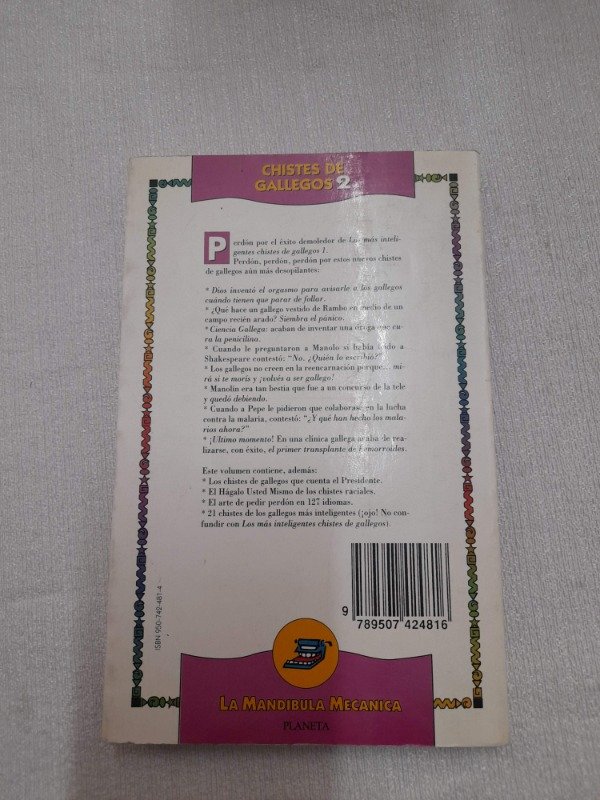 CHISTES DE
GALLEGOS 2
Perdón por el éxito demoledor de Los más inteli-
gentes chistes de gallegos 1.
Perdón, perdón, perdón por estos nuevos chistes
de gallegos aún más desopilantes:
* Dios inventó el orgasmo para avisarle a los gallegos
cuándo tienen que parar de follar.
* ¿Qué hace un gallego vestido de Rambo en medio de un
campo recién arado? Siembra el pánico.
* Ciencia Gallega: acaban de inventar una droga que cu-
ra la penicilina.
* Cuando le preguntaron a Manolo si había leído a
Shakespeare contestó: "No. ¿Quién lo escribió?"
* Los gallegos no creen en la reencarnación porque... mi-
rá si te morís y ¡volvés a ser gallego!
* Manolín era tan bestia que fue a un concurso de la tele
y quedó debiendo.
* Cuando a Pepe le pidieron que colaborase en la lucha
contra la malaria, contestó: "¿Y qué han hecho los mala-
rios ahora?"
* ¡Ultimo momento! En una clínica gallega acaba de rea-
lizarse, con éxito, el primer transplante de hemorroides.
Este volumen contiene, además:
* Los chistes de gallegos que cuenta el Presidente.
* El Hágalo Usted Mismo de los chistes raciales.
* El arte de pedir perdón en 127 idiomas.
* 21 chistes de los gallegos más inteligentes (¡ojo! No con-
fundir con Los más inteligentes chistes de gallegos).
ISBN 950-742-481-4
9 789507 424816
LA MANDIBULA MECANICA
PLANETA